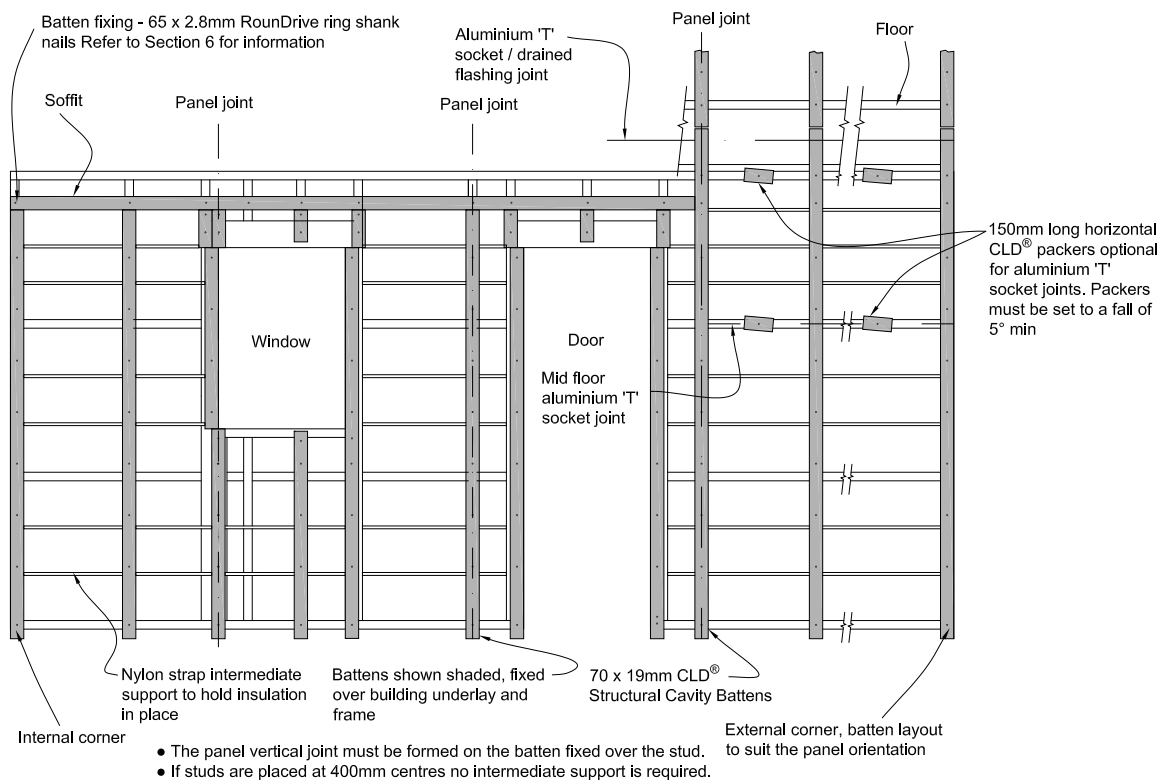 Batten fixing - 65 x 2.8mm RounDrive ring shank
nails Refer to Section 6 for information
Soffit
Panel joint
Panel joint
Aluminium 'T'
socket / drained
flashing joint
Panel joint
Floor
150mm long horizontal
CLD® packers optional
for aluminium 'T'
socket joints. Packers
must be set to a fall of
5° min
Window
Door
Mid floor
aluminium 'T'
socket joint
Nylon strap intermediate
support to hold insulation
in place
Battens shown shaded, fixed
over building underlay and
frame
70 x 19mm CLD®
Structural Cavity Battens
Internal corner
External corner, batten layout
to suit the panel orientation
● The panel vertical joint must be formed on the batten fixed over the stud.
● If studs are placed at 400mm centres no intermediate support is required.